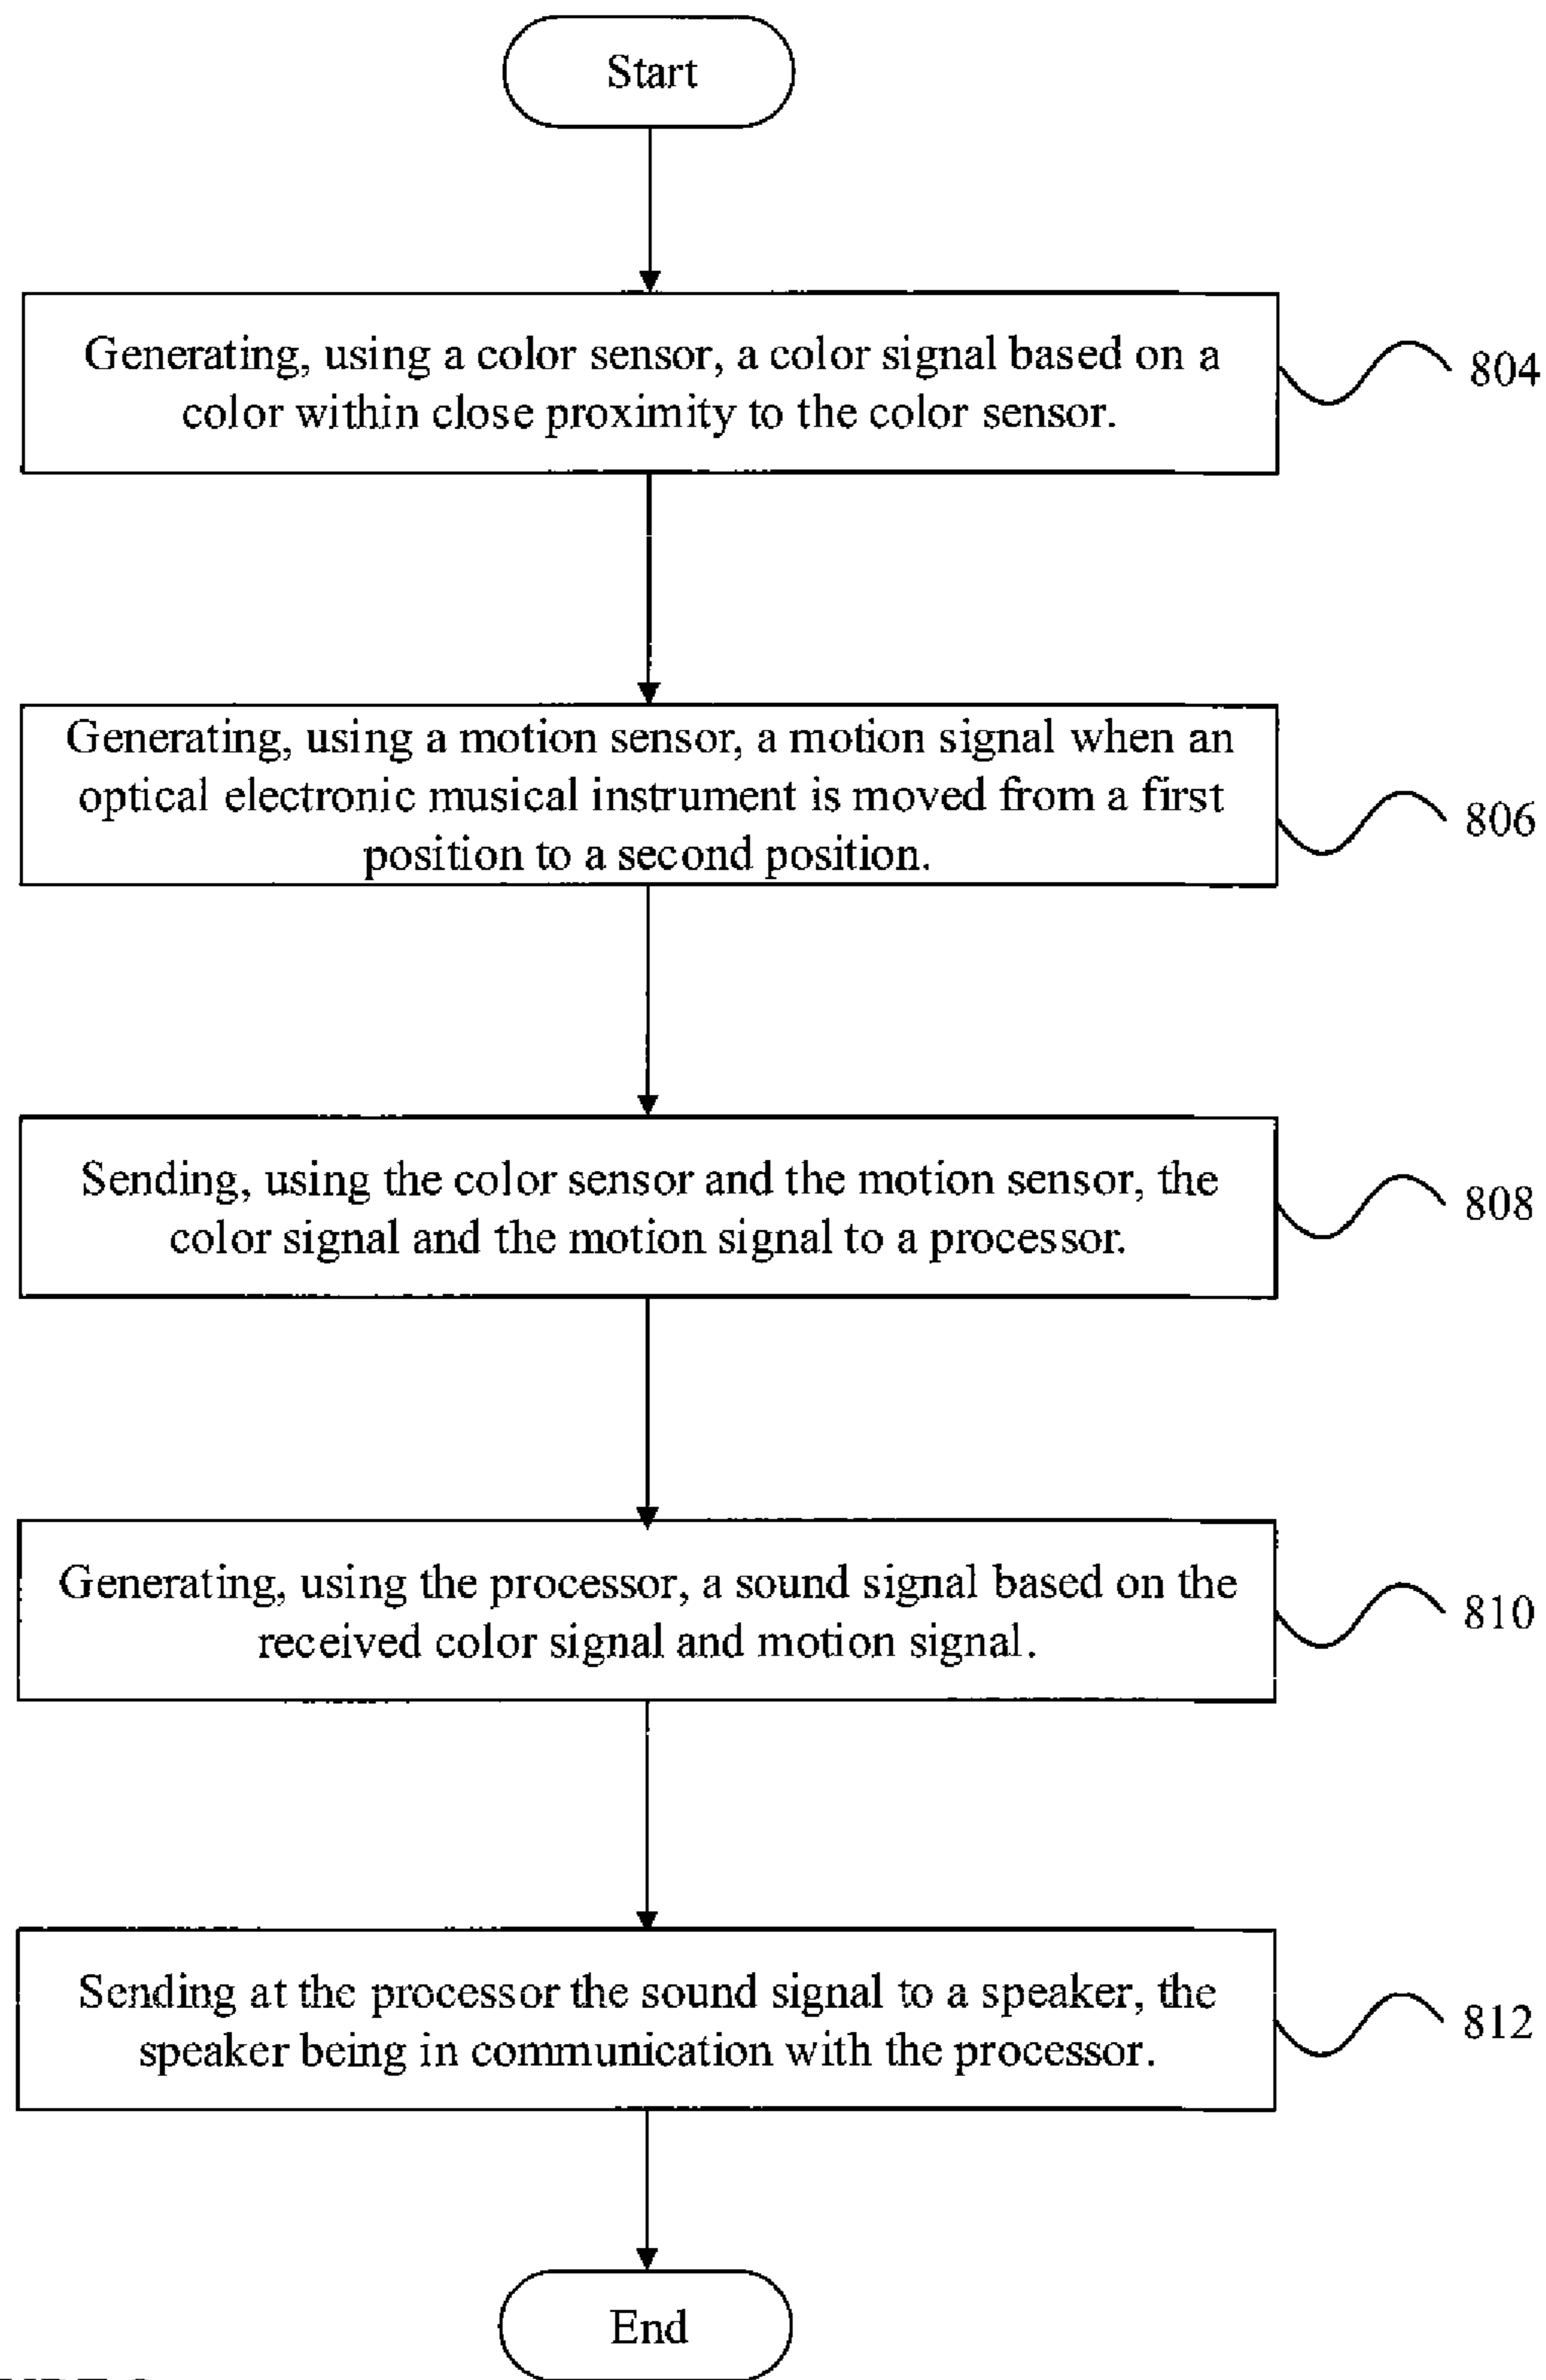 Start
Generating, using a color sensor, a color signal based on a
color within close proximity to the color sensor.
804
Generating, using a motion sensor, a motion signal when an
optical electronic musical instrument is moved from a first
position to a second position.
806
Sending, using the color sensor and the motion sensor, the
color signal and the motion signal to a processor.
808
Generating, using the processor, a sound signal based on the
received color signal and motion signal.
810
Sending at the processor the sound signal to a speaker, the
speaker being in communication with the processor.
812
End